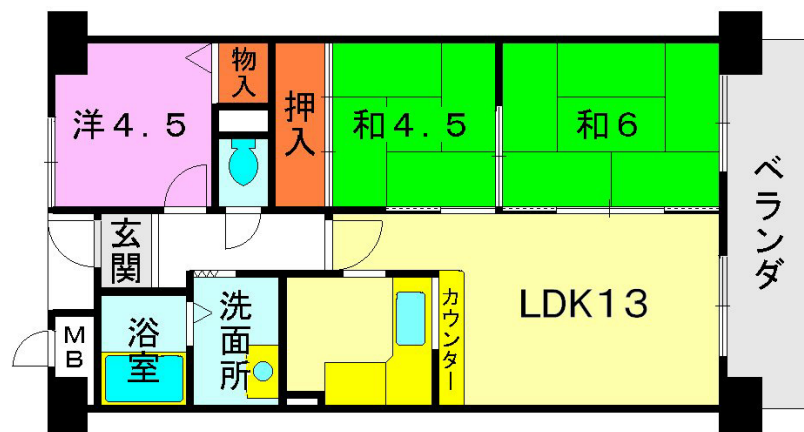 洋4.5
物入
押入
和4.5
和6
ベランダ
玄関
LDK13
カウンター
MB
浴室
洗面所